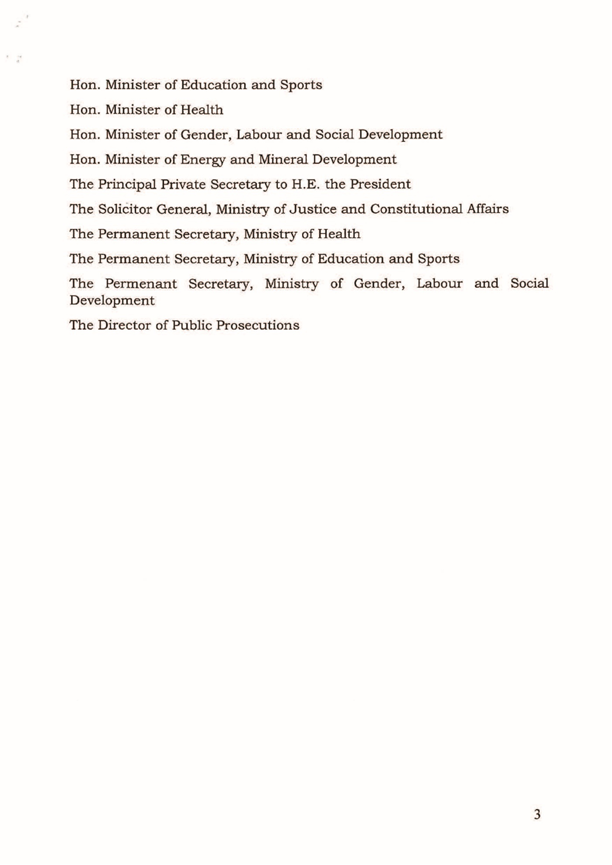 Hon. Minister of Education and Sports
Hon. Minister of Health
Hon. Minister of Gender, Labour and Social Development
Hon. Minister of Energy and Mineral Development
The Principal Private Secretary to H.E. the President
The Solicitor General, Ministry of Justice and Constitutional Affairs
The Permanent Secretary, Ministry of Health
The Permanent Secretary, Ministry of Education and Sports
The Permenant Secretary, Ministry of Gender, Labour and Social
Development
The Director of Public Prosecutions
3